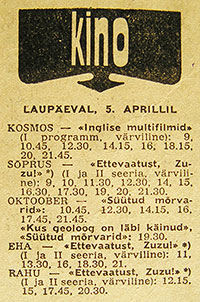 kino
LAUPÄEVAL, 5. APRILLIL
KOSMOS — «Inglise multifilmid»
(I programm, värviline): 9,
10.45, 12.30, 14.15, 16, 18.15,
20, 21.45.
SÕPRUS — «Ettevaatust, Zu-
zu!» *) (I ja II seeria, värvili-
ne): 9, 10, 11.30, 12.30, 14, 15,
16.30, 17.30, 19, 20, 21.30.
OKTOOBER — «Süütud mõrva-
rid»: 10.45, 12.30, 14.15, 16,
17.45, 21.45.
«Kus geoloog on läbi käinud»,
«Süütud mõrvarid»: 19.30.
EHA — «Ettevaatust, Zuzu!» *)
(I ja II seeria, värviline): 11,
13.30, 16, 18.30, 21.
RAHU — «Ettevaatust, Zuzu!» *)
(I ja II seeria, värviline): 12.15,
15, 17.45, 20.30.